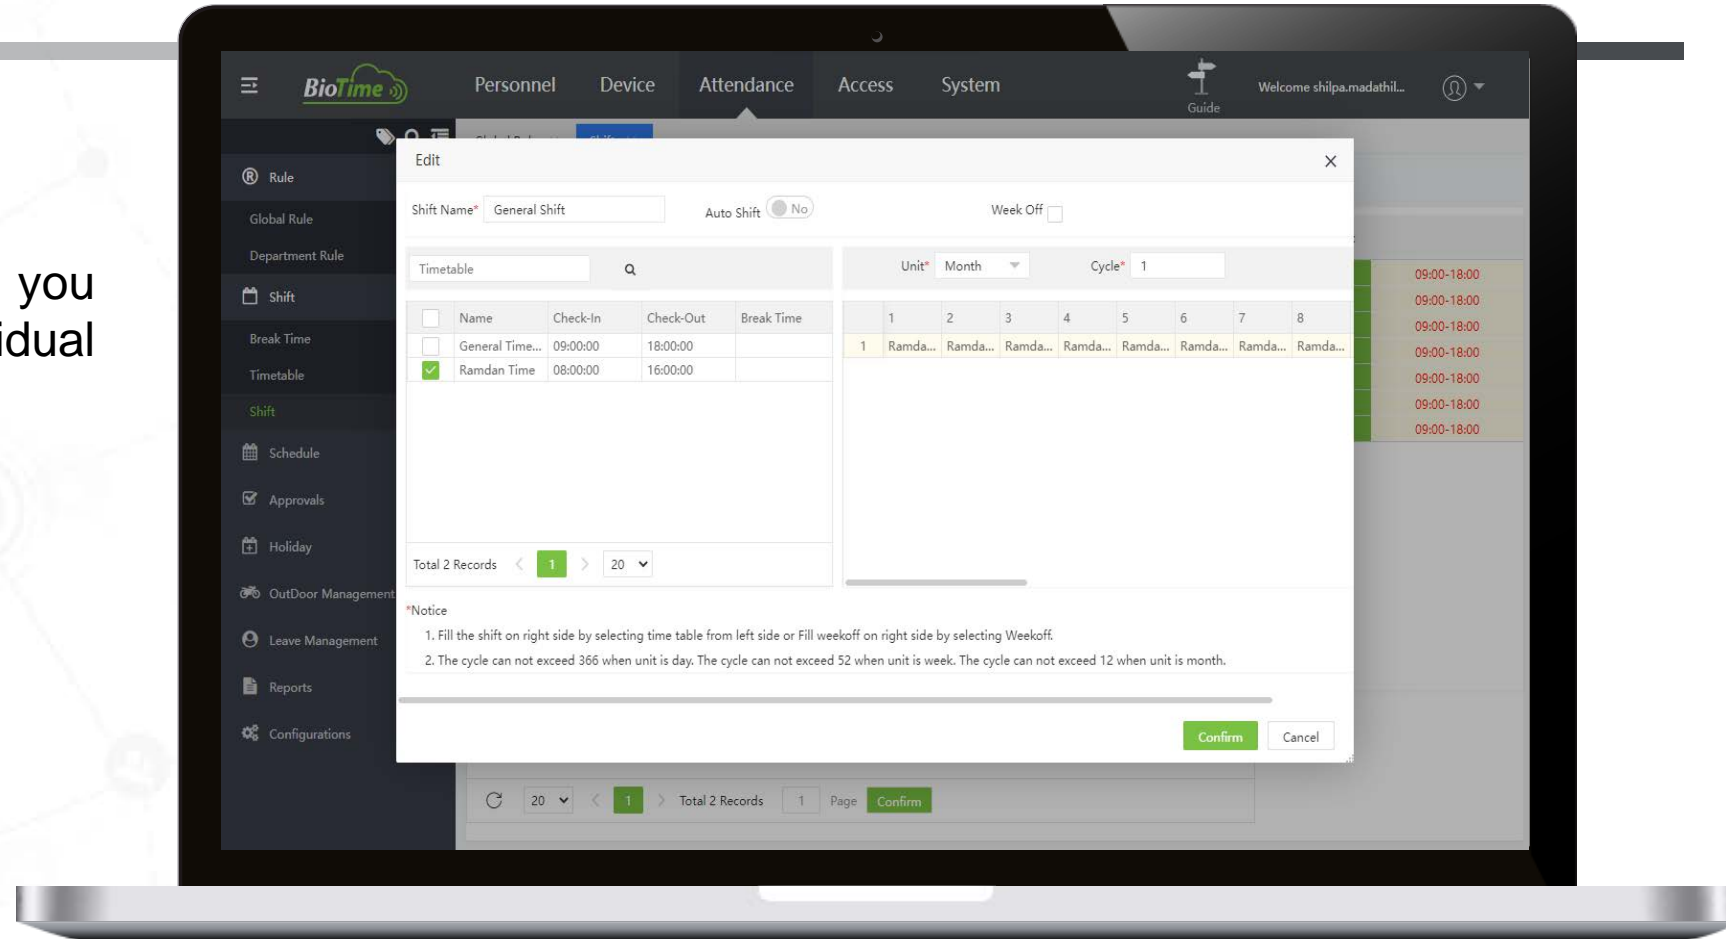 you
idual
BioTime
Personnel
Device
Attendance
Access
System
Guide
Welcome shilpa.madathil...
Rule
Global Rule
Department Rule
Shift
Break Time
Timetable
Shift
Schedule
Approvals
Holiday
OutDoor Management
Leave Management
Reports
Configurations
Edit
Shift Name* General Shift
Auto Shift No
Week Off
Timetable
Unit* Month
Cycle* 1
Name Check-In Check-Out Break Time
General Time... 09:00:00 18:00:00
Ramdan Time 08:00:00 16:00:00
1 2 3 4 5 6 7 8
1 Ramda... Ramda... Ramda... Ramda... Ramda... Ramda... Ramda... Ramda...
Total 2 Records 1 20
*Notice
1. Fill the shift on right side by selecting time table from left side or Fill weekoff on right side by selecting Weekoff.
2. The cycle can not exceed 366 when unit is day. The cycle can not exceed 52 when unit is week. The cycle can not exceed 12 when unit is month.
Confirm Cancel
09:00-18:00
09:00-18:00
09:00-18:00
09:00-18:00
09:00-18:00
09:00-18:00
09:00-18:00
20 1 Total 2 Records 1 Page Confirm